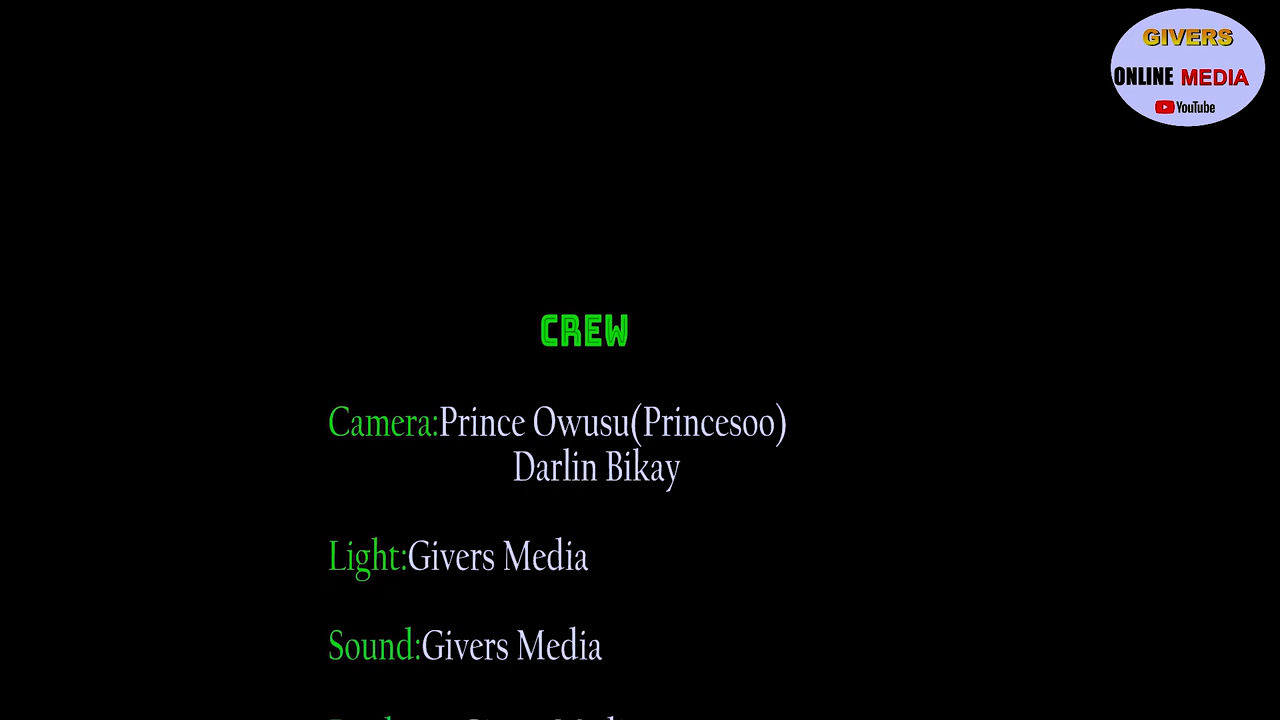 GIVERS
ONLINE MEDIA
YouTube
CREW
Camera:Prince Owusu(Princesoo)
Darlin Bikay
Light:Givers Media
Sound:Givers Media